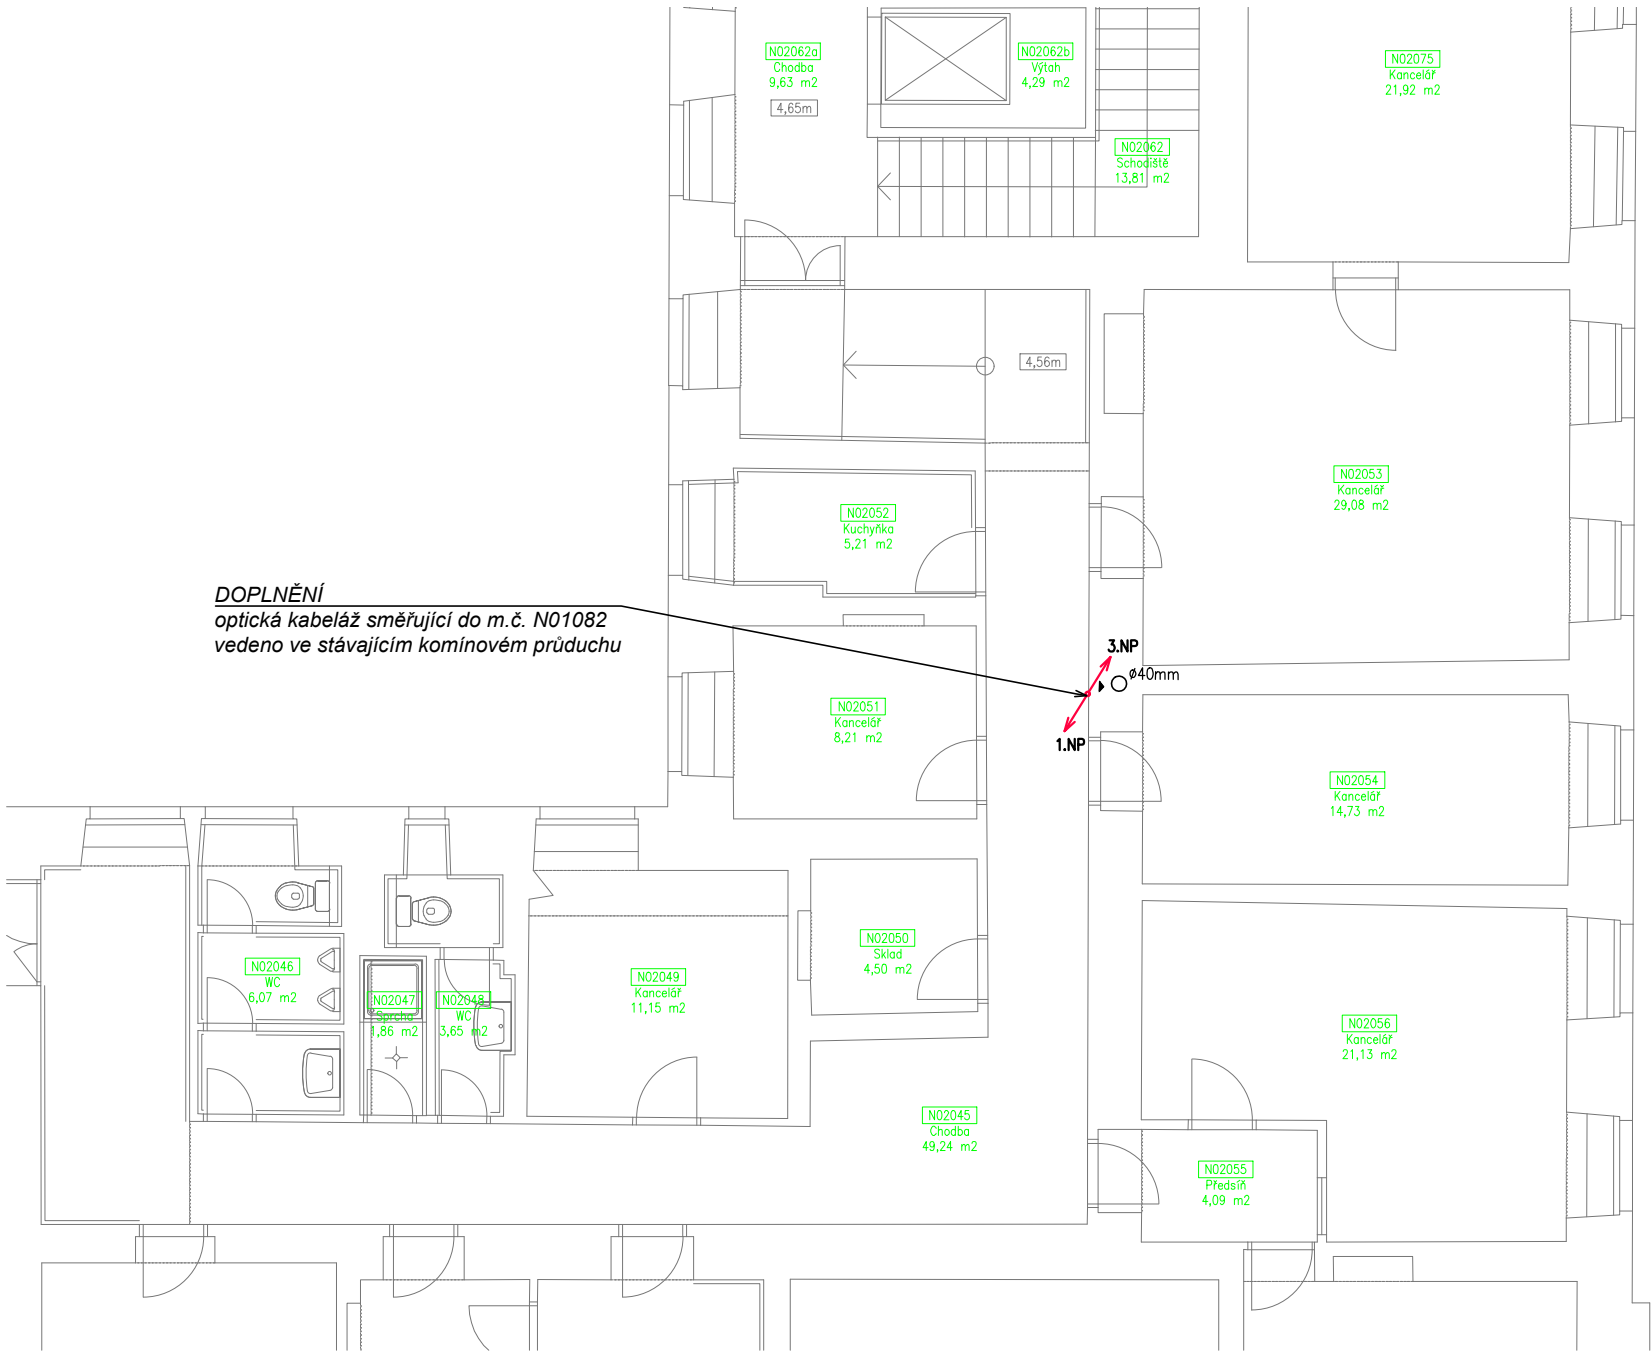 N02062a
Chodba
9,63 m2
4,65m
N02062b
Výtah
4,29 m2
N02062
Schodiště
13,81 m2
N02075
Kancelář
21,92 m2
4,56m
N02053
Kancelář
29,08 m2
N02052
Kuchyňka
5,21 m2
DOPLNĚNÍ
optická kabeláž směřující do m.č. N01082
vedeno ve stávajícím komínovém průduchu
3.NP
ø40mm
1.NP
N02051
Kancelář
8,21 m2
N02054
Kancelář
14,73 m2
N02050
Sklad
4,50 m2
N02046
WC
6,07 m2
N02047
Sprcha
1,86 m2
N02048
WC
3,65 m2
N02049
Kancelář
11,15 m2
N02056
Kancelář
21,13 m2
N02045
Chodba
49,24 m2
N02055
Předsíň
4,09 m2